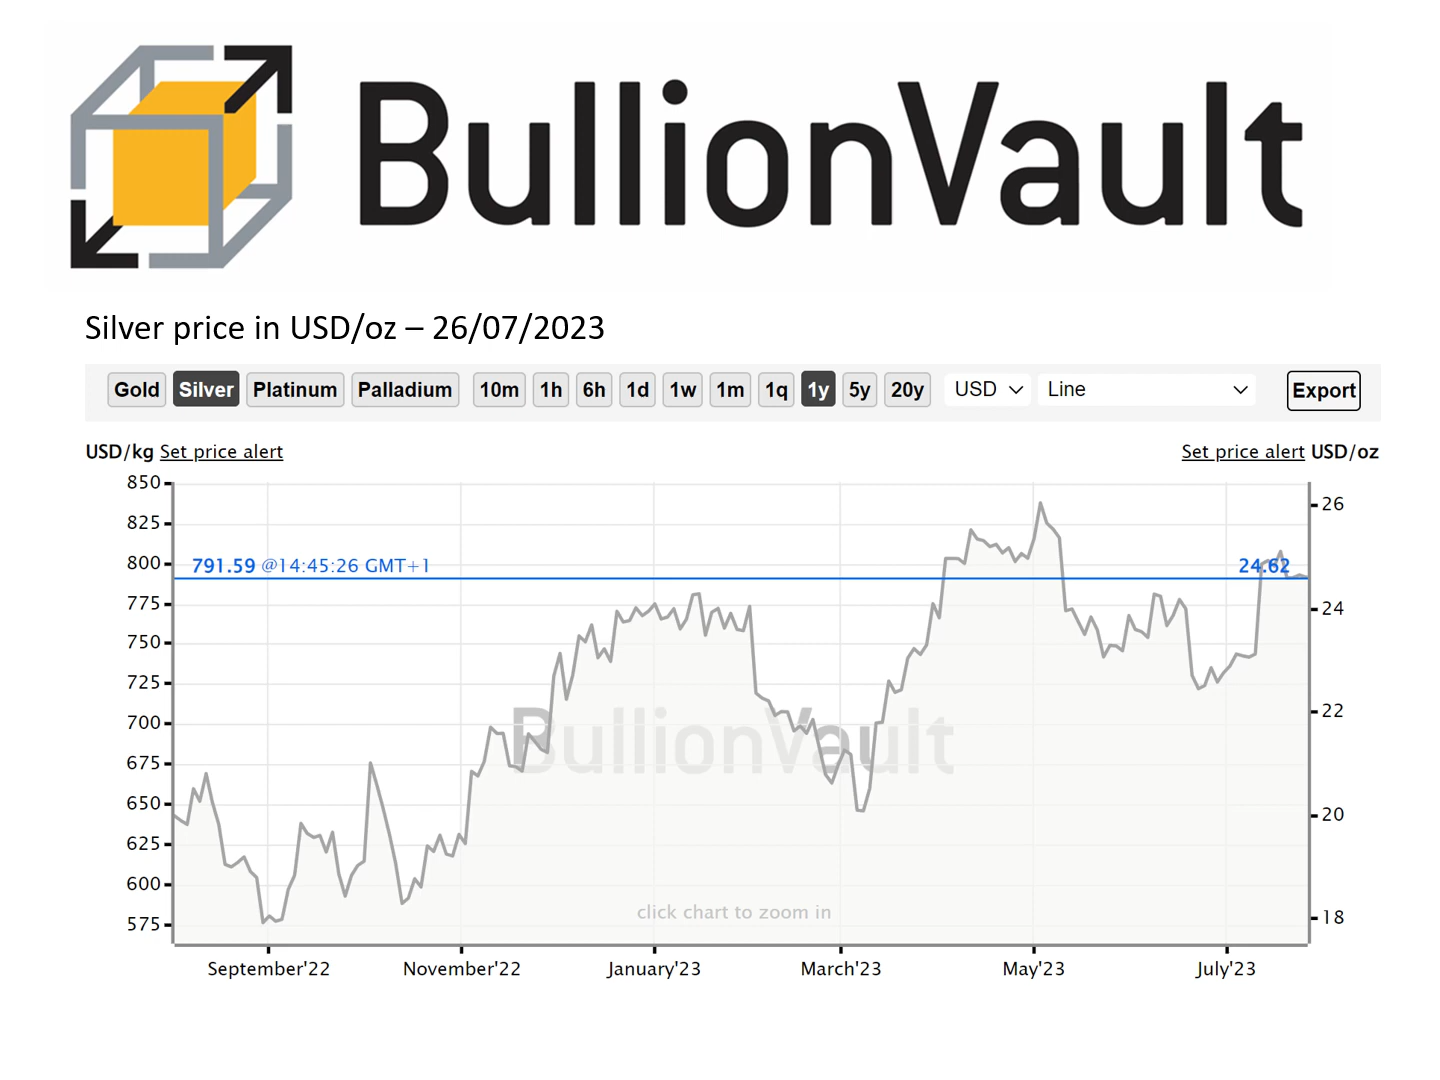 BullionVault
Silver price in USD/oz – 26/07/2023
Gold Silver Platinum Palladium 10m 1h 6h 1d 1w 1m 1q 1y 5y 20y USD Line Export
USD/kg Set price alert Set price alert USD/oz
850
26
825
800
791.59 @14:45:26 GMT+1 24.62
775
24
750
725
22
700
BullionVault
675
650
20
625
600
click chart to zoom in
18
575
September'22 November'22 January'23 March'23 May'23 July'23